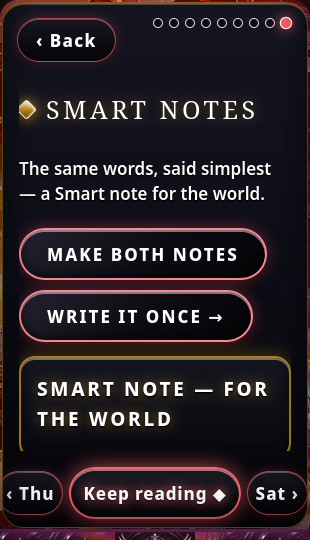 ‹ Back
SMART NOTES
The same words, said simplest
— a Smart note for the world.
MAKE BOTH NOTES
WRITE IT ONCE →
SMART NOTE — FOR
THE WORLD
‹ Thu
Keep reading ◆
Sat ›